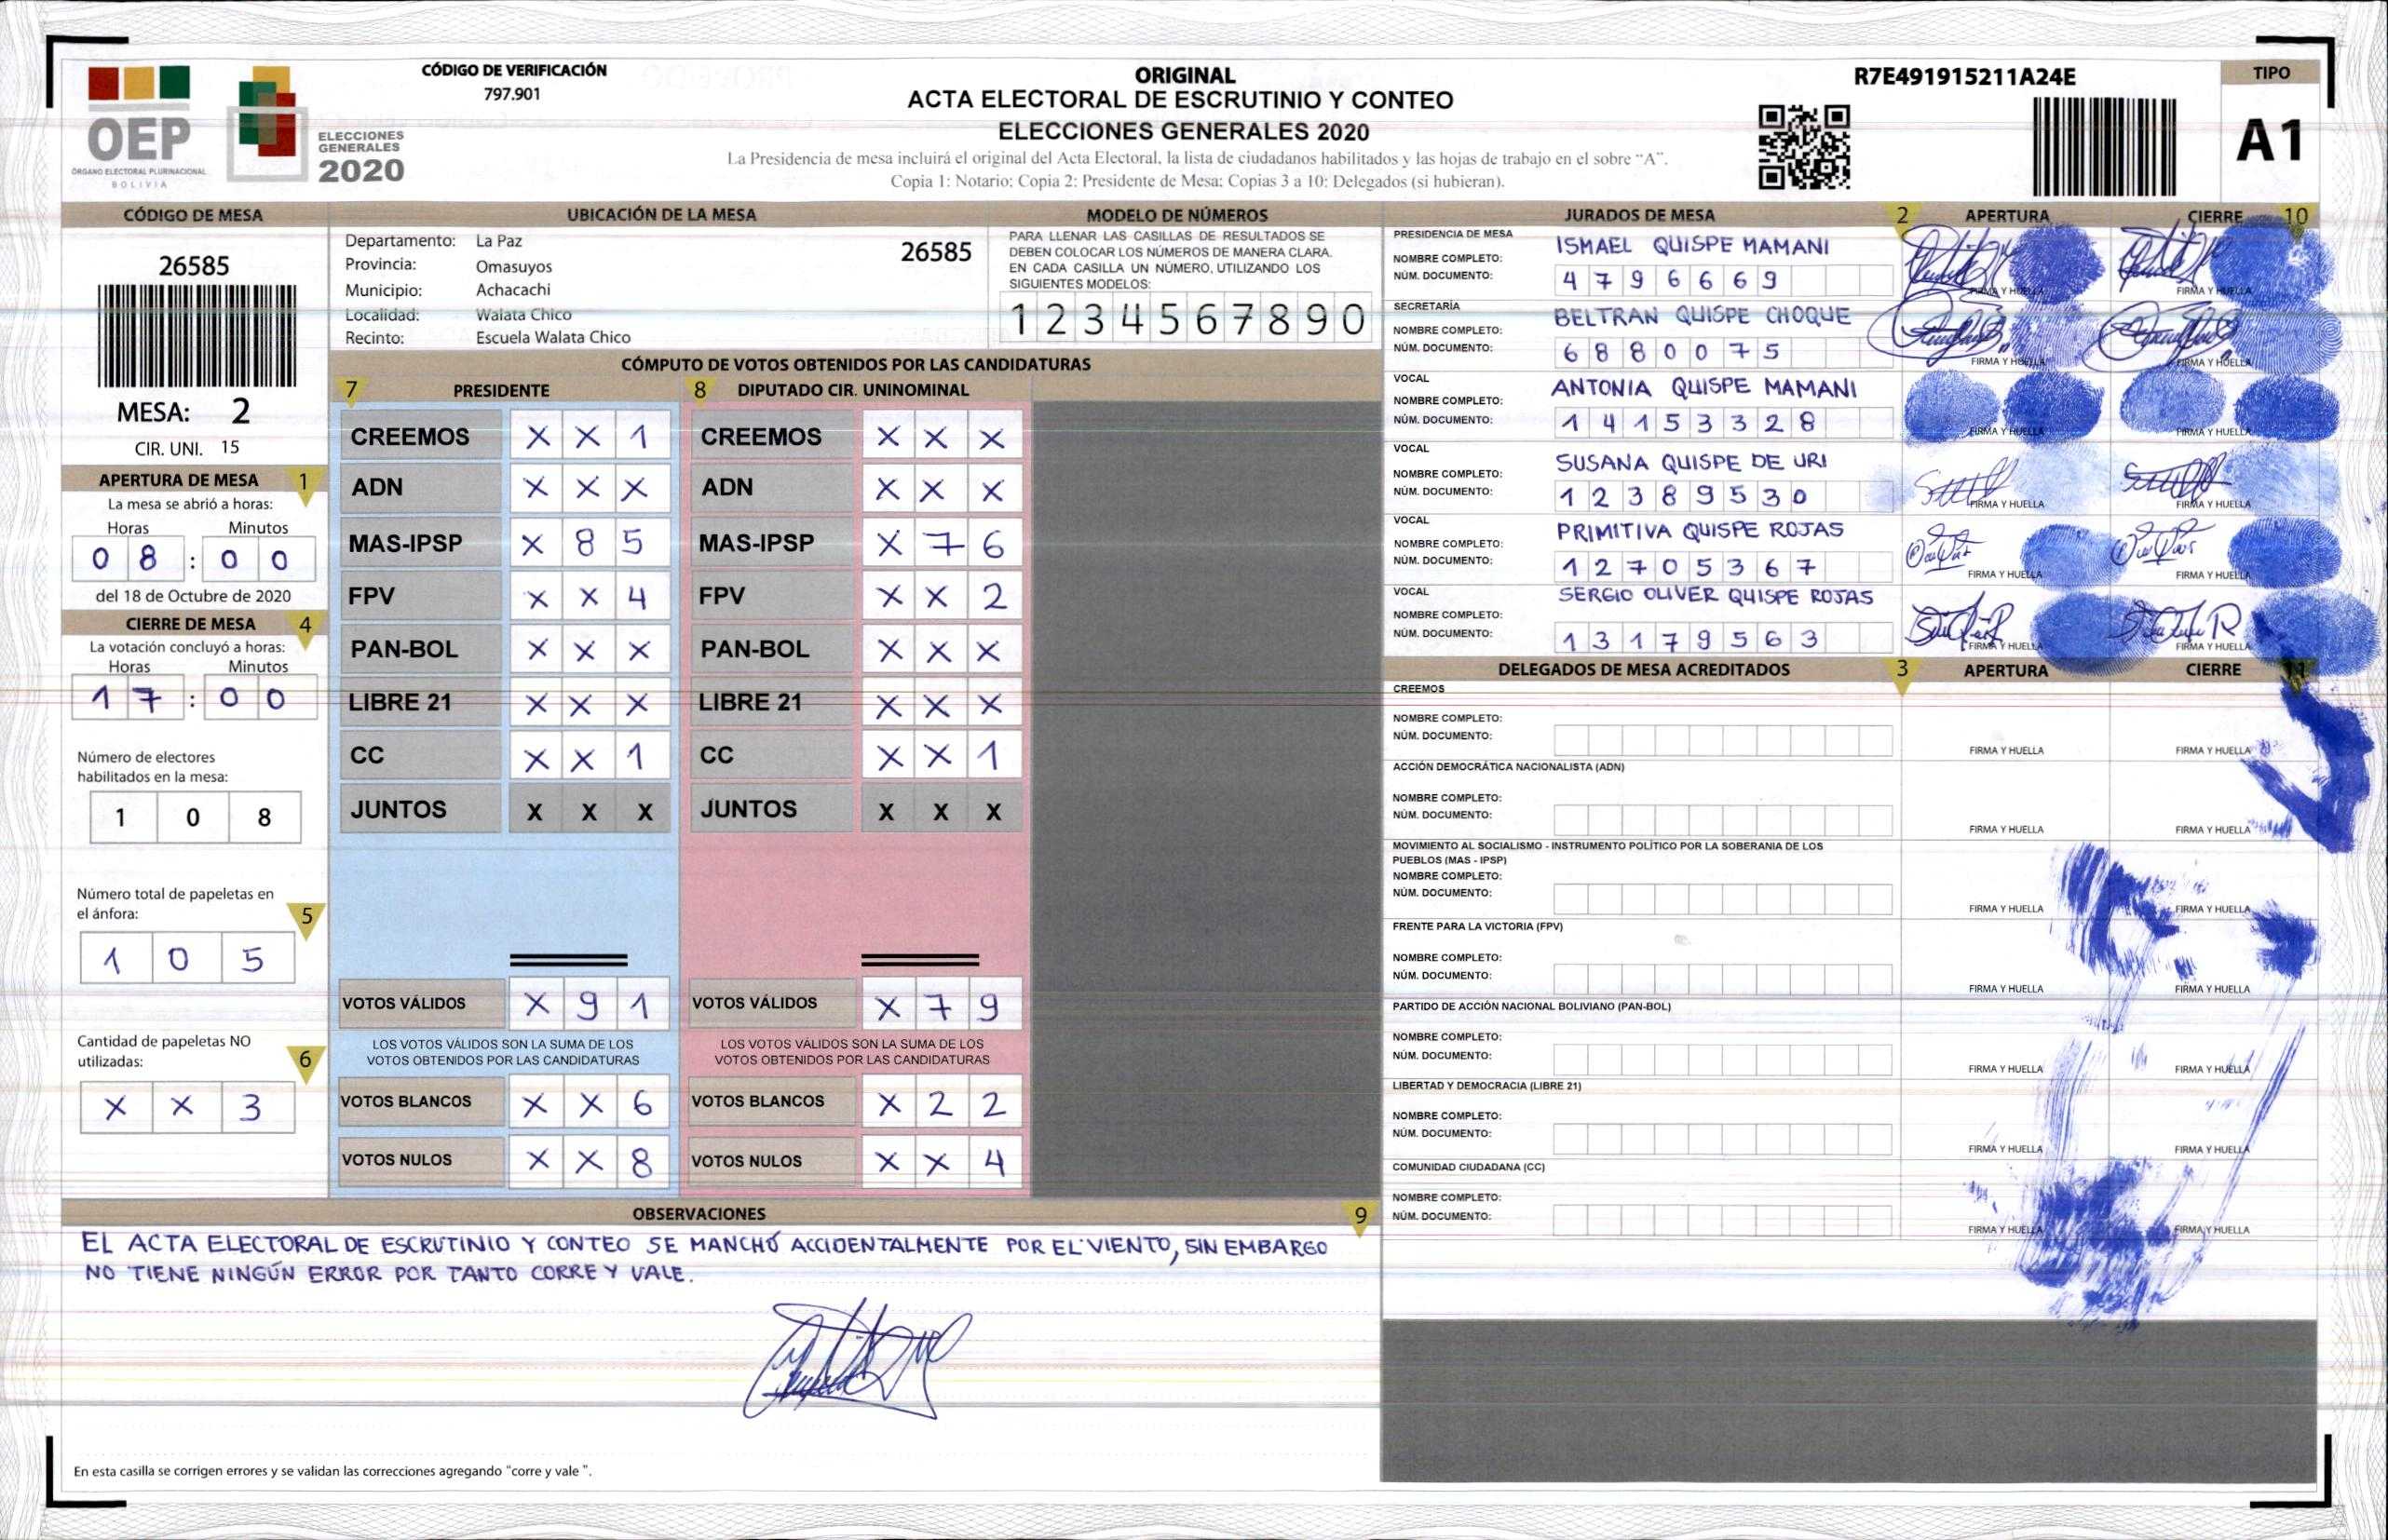 OEP
ÓRGANO ELECTORAL PLURINACIONAL
BOLIVIA
ELECCIONES
GENERALES
2020
CÓDIGO DE VERIFICACIÓN
797.901
ORIGINAL
ACTA ELECTORAL DE ESCRUTINIO Y CONTEO
ELECCIONES GENERALES 2020
La Presidencia de mesa incluirá el original del Acta Electoral, la lista de ciudadanos habilitados y las hojas de trabajo en el sobre "A".
Copia 1: Notario; Copia 2: Presidente de Mesa; Copias 3 a 10: Delegados (si hubieran).
R7E491915211A24E
TIPO
A1
CÓDIGO DE MESA
26585
MESA: 2
CIR. UNI. 15
APERTURA DE MESA 1
La mesa se abrió a horas:
Horas Minutos
0 8 : 0 0
del 18 de Octubre de 2020
CIERRE DE MESA 4
La votación concluyó a horas:
Horas Minutos
1 7 : 0 0
Número de electores
habilitados en la mesa:
1 0 8
Número total de papeletas en
el ánfora: 5
1 0 5
Cantidad de papeletas NO
utilizadas: 6
X X 3
UBICACIÓN DE LA MESA
Departamento: La Paz 26585
Provincia: Omasuyos
Municipio: Achacachi
Localidad: Walata Chico
Recinto: Escuela Walata Chico
MODELO DE NÚMEROS
PARA LLENAR LAS CASILLAS DE RESULTADOS SE
DEBEN COLOCAR LOS NÚMEROS DE MANERA CLARA.
EN CADA CASILLA UN NÚMERO, UTILIZANDO LOS
SIGUIENTES MODELOS:
1 2 3 4 5 6 7 8 9 0
CÓMPUTO DE VOTOS OBTENIDOS POR LAS CANDIDATURAS
7 PRESIDENTE 8 DIPUTADO CIR. UNINOMINAL
CREEMOS X X 1 CREEMOS X X X
ADN X X X ADN X X X
MAS-IPSP X 8 5 MAS-IPSP X 7 6
FPV X X 4 FPV X X 2
PAN-BOL X X X PAN-BOL X X X
LIBRE 21 X X X LIBRE 21 X X X
CC X X 1 CC X X 1
JUNTOS X X X JUNTOS X X X
VOTOS VÁLIDOS X 9 1 VOTOS VÁLIDOS X 7 9
LOS VOTOS VÁLIDOS SON LA SUMA DE LOS LOS VOTOS VÁLIDOS SON LA SUMA DE LOS
VOTOS OBTENIDOS POR LAS CANDIDATURAS VOTOS OBTENIDOS POR LAS CANDIDATURAS
VOTOS BLANCOS X X 6 VOTOS BLANCOS X 2 2
VOTOS NULOS X X 8 VOTOS NULOS X X 4
OBSERVACIONES 9
EL ACTA ELECTORAL DE ESCRUTINIO Y CONTEO SE MANCHÓ ACCIDENTALMENTE POR EL VIENTO, SIN EMBARGO
NO TIENE NINGÚN ERROR POR TANTO CORRE Y VALE.
En esta casilla se corrigen errores y se validan las correcciones agregando "corre y vale ".
JURADOS DE MESA 2 APERTURA CIERRE 10
PRESIDENCIA DE MESA
NOMBRE COMPLETO: ISMAEL QUISPE MAMANI
NÚM. DOCUMENTO: 4 7 9 6 6 6 9
FIRMA Y HUELLA FIRMA Y HUELLA
SECRETARÍA
NOMBRE COMPLETO: BELTRAN QUISPE CHOQUE
NÚM. DOCUMENTO: 6 8 8 0 0 7 5
FIRMA Y HUELLA FIRMA Y HUELLA
VOCAL
NOMBRE COMPLETO: ANTONIA QUISPE MAMANI
NÚM. DOCUMENTO: 1 4 1 5 3 3 2 8
FIRMA Y HUELLA FIRMA Y HUELLA
VOCAL
NOMBRE COMPLETO: SUSANA QUISPE DE URI
NÚM. DOCUMENTO: 1 2 3 8 9 5 3 0
FIRMA Y HUELLA FIRMA Y HUELLA
VOCAL
NOMBRE COMPLETO: PRIMITIVA QUISPE ROJAS
NÚM. DOCUMENTO: 1 2 7 0 5 3 6 7
FIRMA Y HUELLA FIRMA Y HUELLA
VOCAL
NOMBRE COMPLETO: SERGIO OLIVER QUISPE ROJAS
NÚM. DOCUMENTO: 1 3 1 7 9 5 6 3
FIRMA Y HUELLA FIRMA Y HUELLA
DELEGADOS DE MESA ACREDITADOS 3 APERTURA CIERRE 11
CREEMOS
NOMBRE COMPLETO:
NÚM. DOCUMENTO:
FIRMA Y HUELLA FIRMA Y HUELLA
ACCIÓN DEMOCRÁTICA NACIONALISTA (ADN)
NOMBRE COMPLETO:
NÚM. DOCUMENTO:
FIRMA Y HUELLA FIRMA Y HUELLA
MOVIMIENTO AL SOCIALISMO - INSTRUMENTO POLÍTICO POR LA SOBERANIA DE LOS
PUEBLOS (MAS - IPSP)
NOMBRE COMPLETO:
NÚM. DOCUMENTO:
FIRMA Y HUELLA FIRMA Y HUELLA
FRENTE PARA LA VICTORIA (FPV)
NOMBRE COMPLETO:
NÚM. DOCUMENTO:
FIRMA Y HUELLA FIRMA Y HUELLA
PARTIDO DE ACCIÓN NACIONAL BOLIVIANO (PAN-BOL)
NOMBRE COMPLETO:
NÚM. DOCUMENTO:
FIRMA Y HUELLA FIRMA Y HUELLA
LIBERTAD Y DEMOCRACIA (LIBRE 21)
NOMBRE COMPLETO:
NÚM. DOCUMENTO:
FIRMA Y HUELLA FIRMA Y HUELLA
COMUNIDAD CIUDADANA (CC)
NOMBRE COMPLETO:
NÚM. DOCUMENTO:
FIRMA Y HUELLA FIRMA Y HUELLA